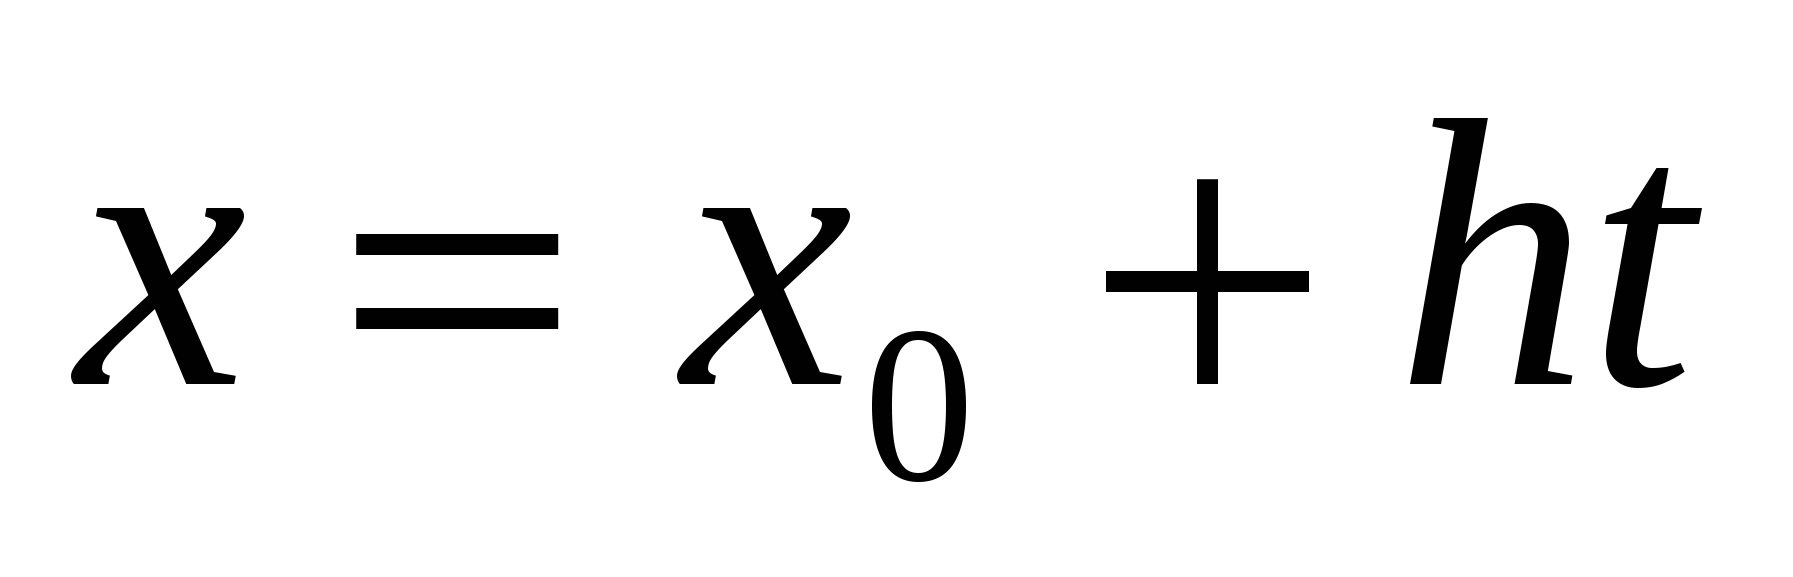 x = x₀ + ht